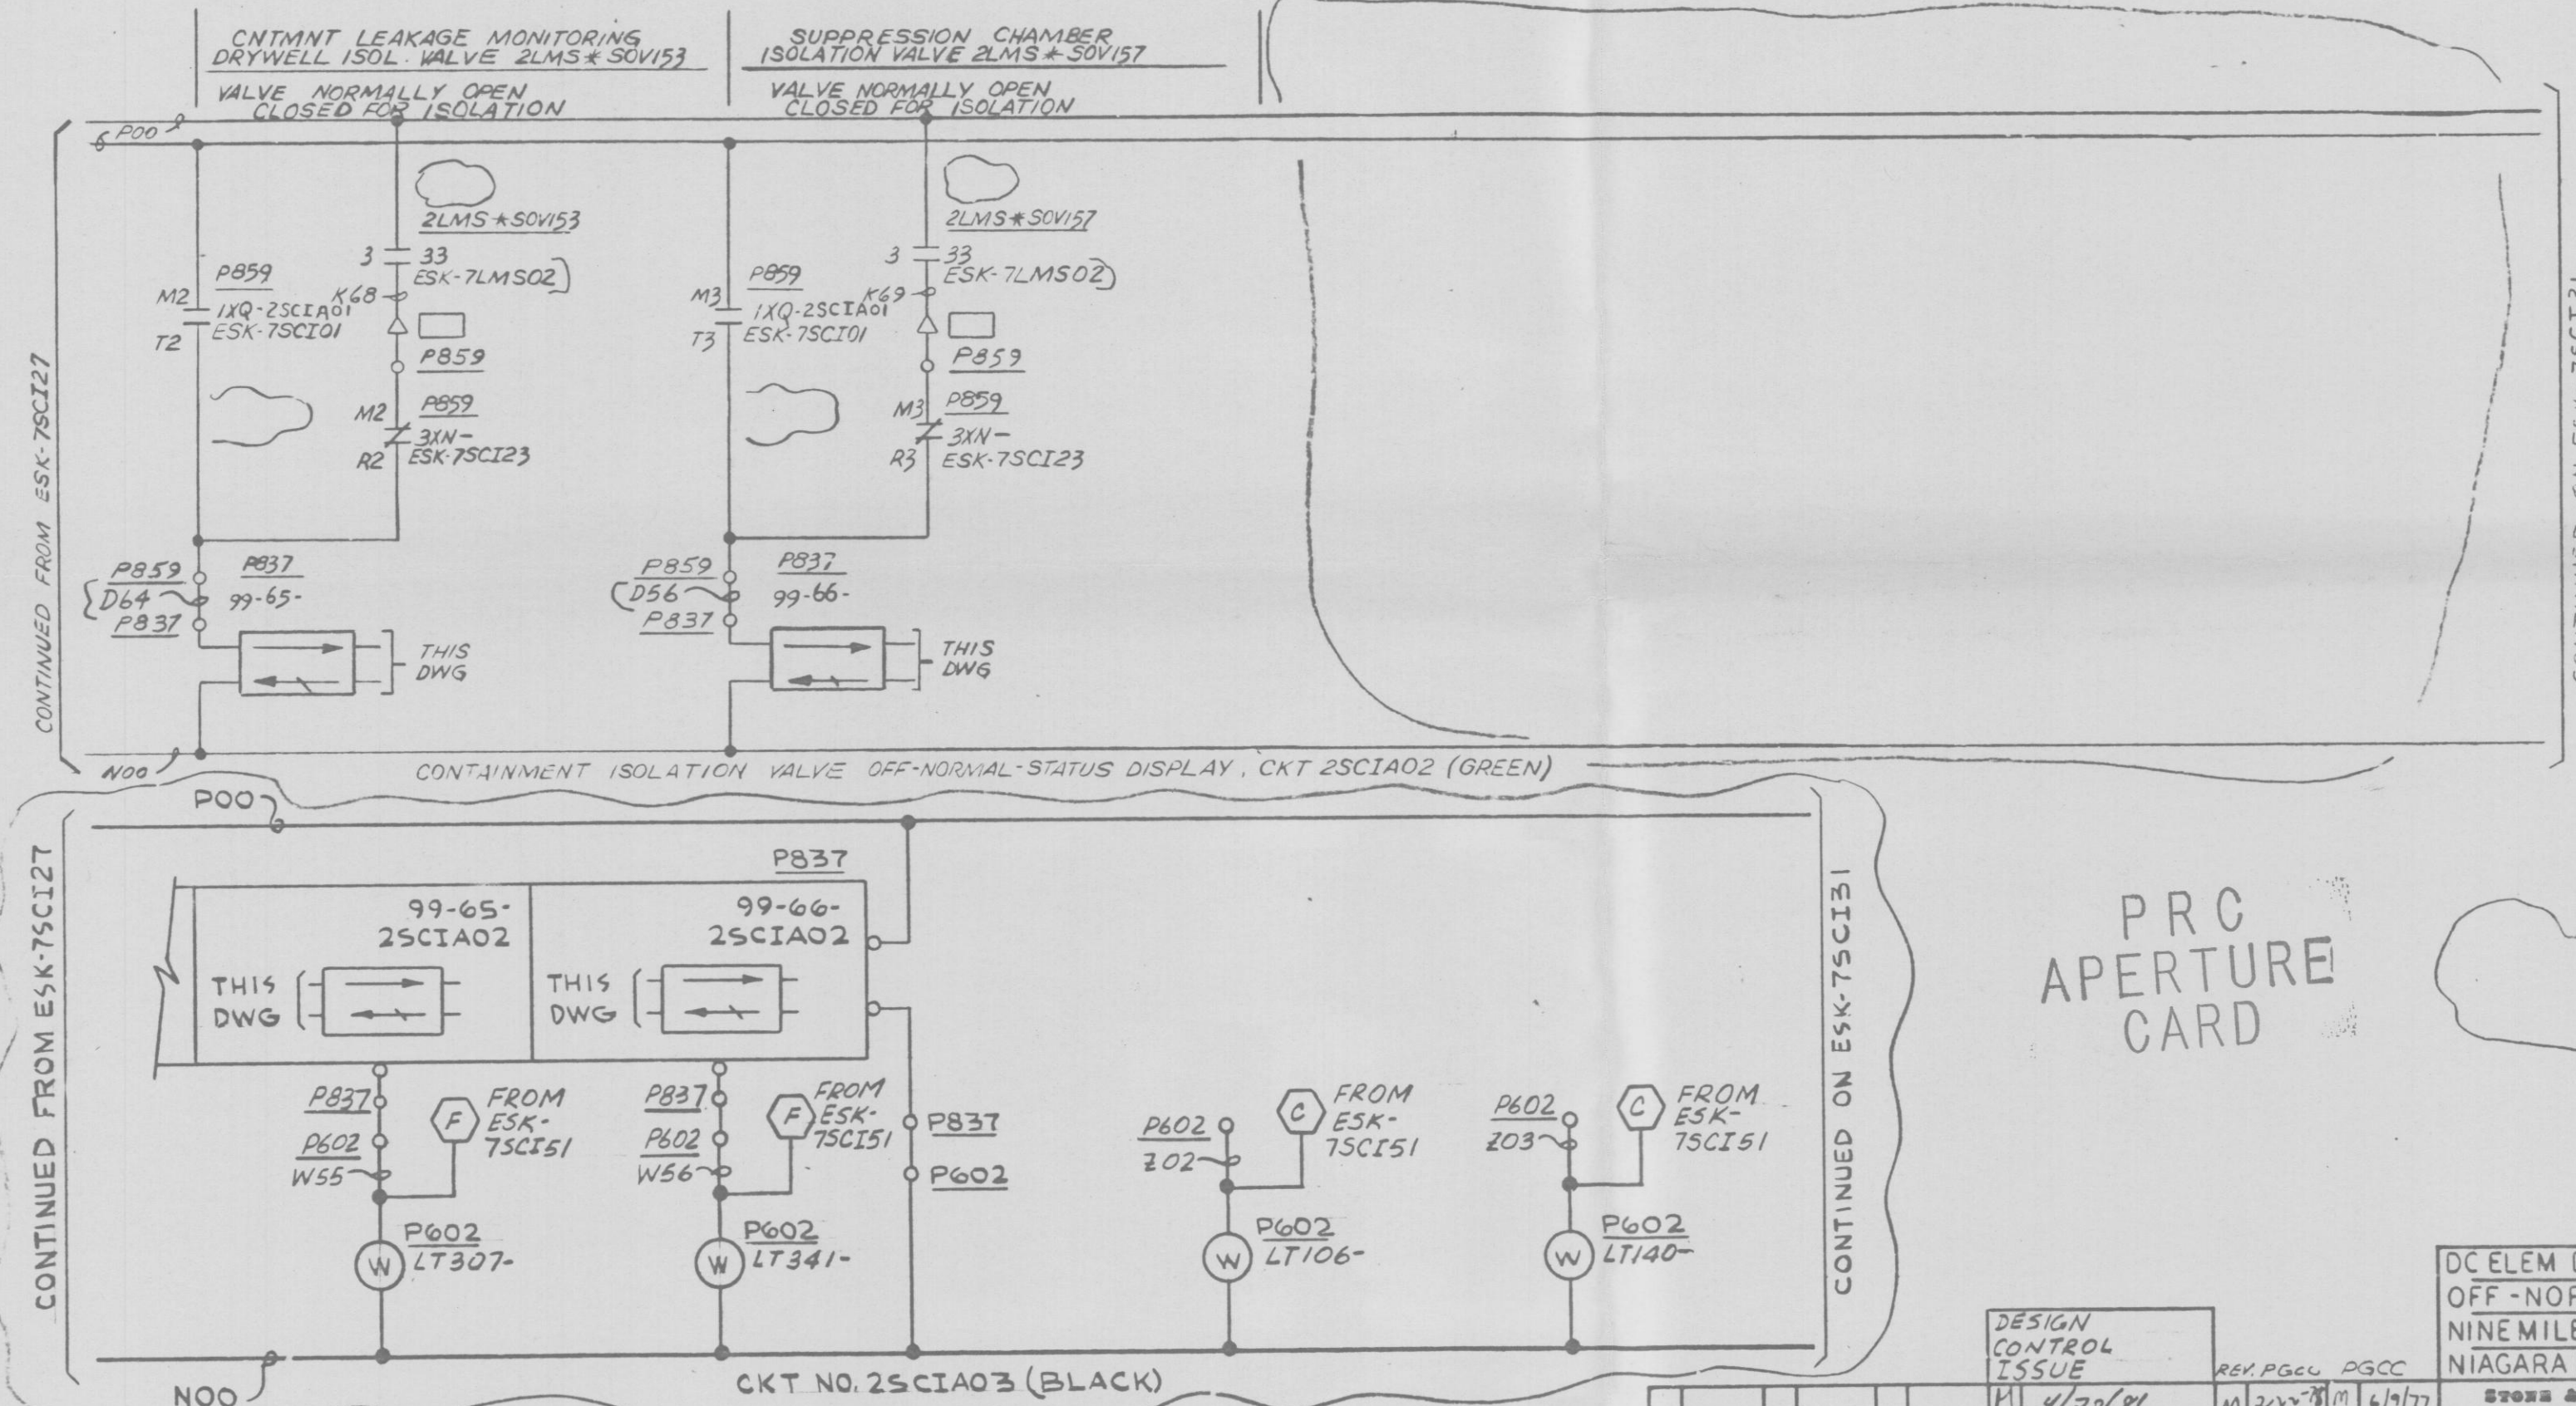 CNTMNT LEAKAGE MONITORING
DRYWELL ISOL. VALVE 2LMS*SOV153
VALVE NORMALLY OPEN
CLOSED FOR ISOLATION
SUPPRESSION CHAMBER
ISOLATION VALVE 2LMS*SOV157
VALVE NORMALLY OPEN
CLOSED FOR ISOLATION
POO
CONTINUED FROM ESK-7SCI27
2LMS*SOV153
3 33
ESK-7LMS02
K68
P859
M2
1XQ-2SCIA01
ESK-7SCI01
T2
P859
M2 P859
3XN-
R2 ESK-7SCI23
P859
D64
P837
P837
99-65-
THIS
DWG
2LMS*SOV157
3 33
ESK-7LMS02
K69
P859
M3
1XQ-2SCIA01
ESK-7SCI01
T3
P859
M3 P859
3XN-
R3 ESK-7SCI23
P859
D56
P837
P837
99-66-
THIS
DWG
NOO
CONTAINMENT ISOLATION VALVE OFF-NORMAL-STATUS DISPLAY, CKT 2SCIA02 (GREEN)
POO
CONTINUED FROM ESK-7SCI27
P837
99-65-
2SCIA02
THIS
DWG
99-66-
2SCIA02
THIS
DWG
P837
P602
W55
F
FROM
ESK-
7SCI51
P602
LT307-
W
P837
P602
W56
F
FROM
ESK-
7SCI51
P602
LT341-
W
P837
P602
P602
Z02
C
FROM
ESK-
7SCI51
P602
LT106-
W
P602
Z03
C
FROM
ESK-
7SCI51
P602
LT140-
W
CONTINUED ON ESK-7SCI31
NOO
CKT NO. 2SCIA03 (BLACK)
PRC
APERTURE
CARD
DESIGN
CONTROL
ISSUE
REV. PGCC PGCC
M 6/9/77
DC ELEM
OFF-NOR
NINE MILE
NIAGARA
STONE &